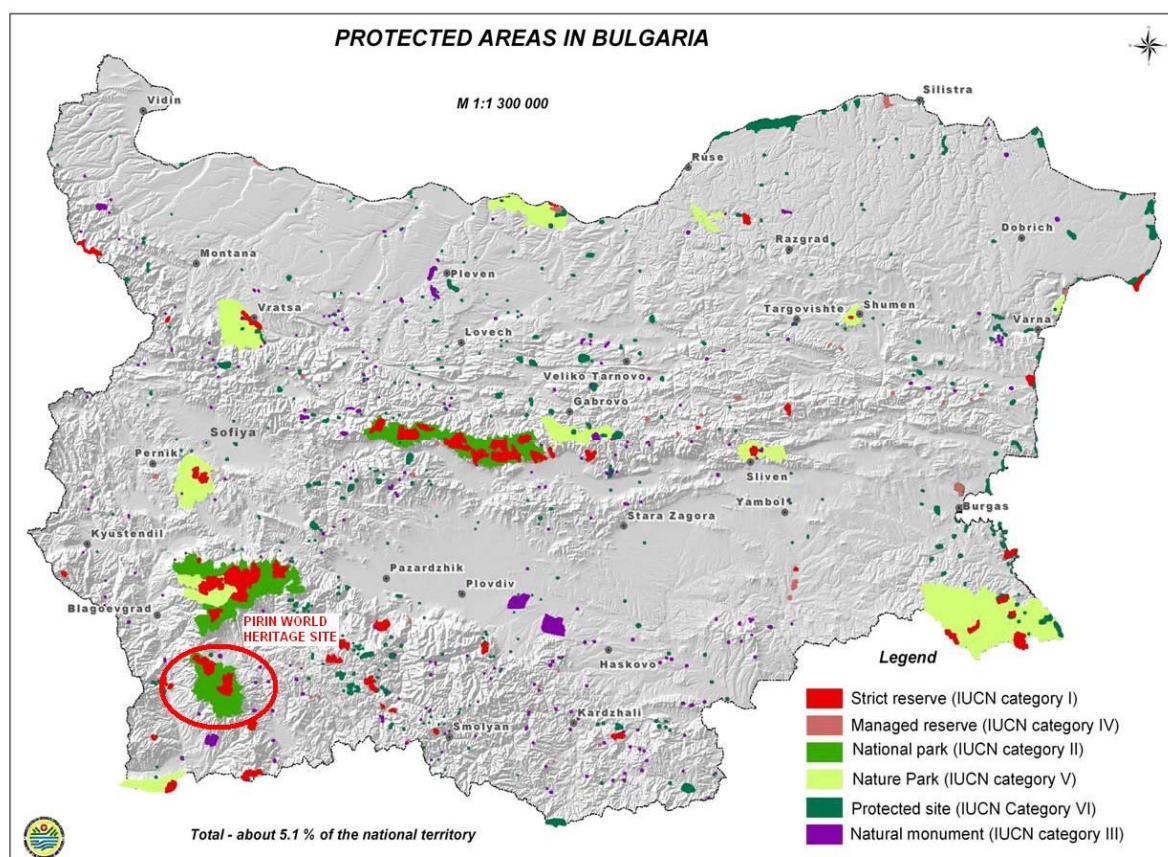 PROTECTED AREAS IN BULGARIA
M 1:1 300 000
Silistra
Vidin
Ruse
Dobrich
Razgrad
Montana
Pleven
Vratsa
Targovishte
Shumen
Varna
Lovech
Veliko Tarnovo
Gabrovo
Sofiya
Pernik
Sliven
Yambol
Burgas
Stara Zagora
Kyustendil
Pazardzhik
Plovdiv
Blagoevgrad
PIRIN WORLD
HERITAGE SITE
Haskovo
Smolyan
Kardzhali
Legend
Strict reserve (IUCN category I)
Managed reserve (IUCN category IV)
National park (IUCN category II)
Nature Park (IUCN category V)
Protected site (IUCN Category VI)
Natural monument (IUCN category III)
Total - about 5.1 % of the national territory